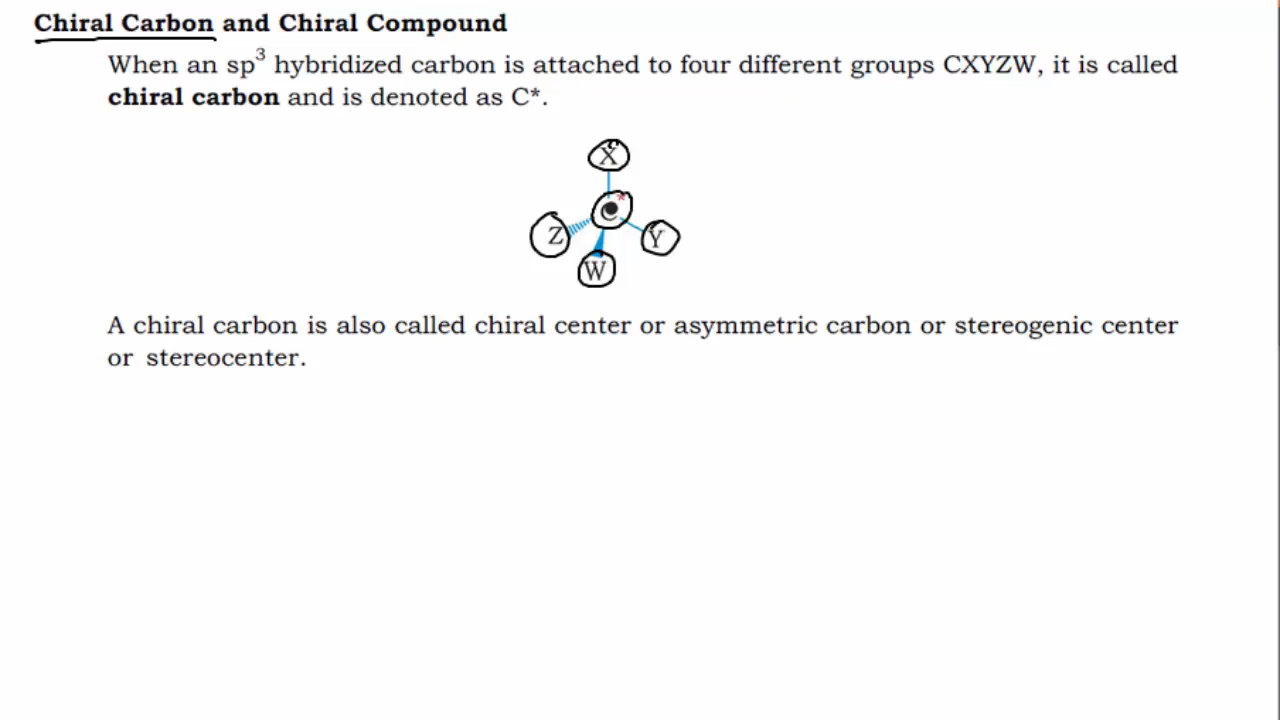 Chiral Carbon and Chiral Compound
When an sp³ hybridized carbon is attached to four different groups CXYZW, it is called
chiral carbon and is denoted as C*.
X
C*
Z
Y
W
A chiral carbon is also called chiral center or asymmetric carbon or stereogenic center
or stereocenter.